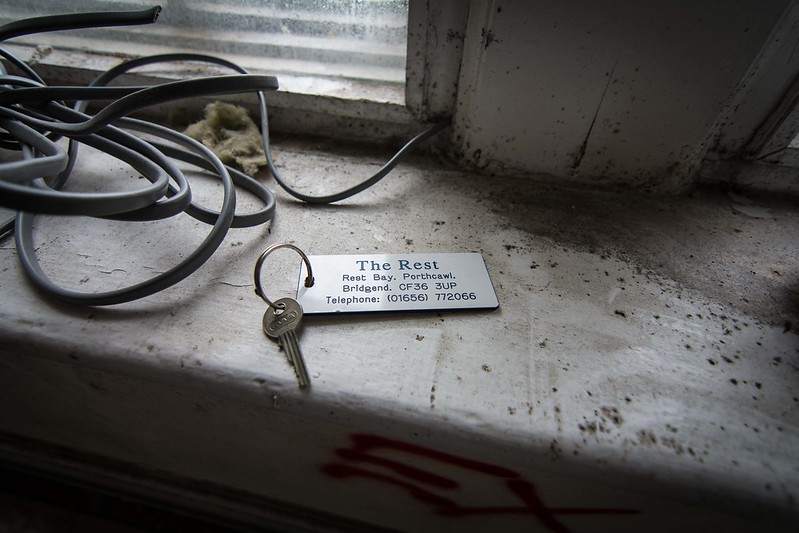 The Rest
Rest Bay. Porthcawl.
Bridgend. CF36 3UP
Telephone: (01656) 772066